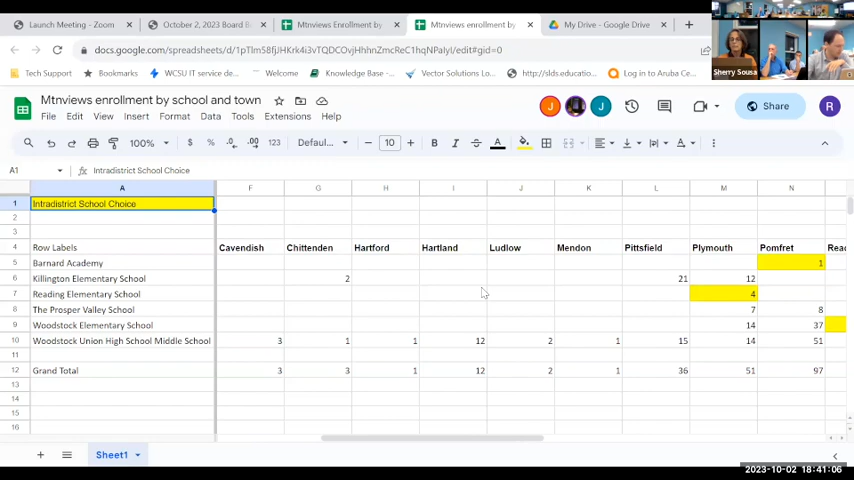 Launch Meeting - Zoom
October 2, 2023 Board B
Mtnviews Enrollment by
Mtnviews enrollment by s
My Drive - Google Drive
docs.google.com/spreadsheets/d/
Tech Support
Bookmarks
WCSU IT service de...
Welcome
Knowledge Base -...
Vector Solutions Lo...
Log in to Aruba Ce...
Sherry Sousa
Mtnviews enrollment by school and town
File Edit View Insert Format Data Tools Extensions Help
J J Share R
100% $ % .0 .00 123 Defaul... 10 B I A
A1 Intradistrict School Choice
A F G H I J K L M N
1 Intradistrict School Choice
2
3
4 Row Labels Cavendish Chittenden Hartford Hartland Ludlow Mendon Pittsfield Plymouth Pomfret Read
5 Barnard Academy 1
6 Killington Elementary School 2 21 12
7 Reading Elementary School 4
8 The Prosper Valley School 7 8
9 Woodstock Elementary School 14 37
10 Woodstock Union High School Middle School 3 1 1 12 2 1 15 14 51
11
12 Grand Total 3 3 1 12 2 1 36 51 97
13
14
15
16
Sheet1
2023-10-02 18:41:06